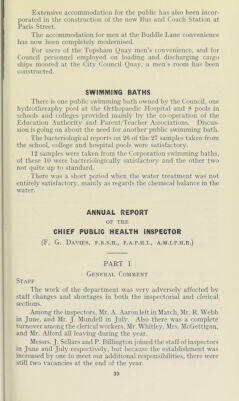 Extensive accommodation for the public has also been incor-
porated in the construction of the new Bus and Coach Station at
Paris Street.
The accommodation for men at the Buddle Lane convenience
has now been completely modernised.
For users of the Topsham Quay men's convenience, and for
Council personnel employed on loading and discharging cargo
ships moored at the City Council Quay, a men's room has been
constructed.
SWIMMING BATHS
There is one public swimming bath owned by the Council, one
hydrotherapy pool at the Orthopaedic Hospital and 8 pools in
schools and colleges provided mainly by the co-operation of the
Education Authority and Parent/Teacher Associations. Discus-
sion is going on about the need for another public swimming bath.
The bacteriological reports on 26 of the 27 samples taken from
the school, college and hospital pools were satisfactory.
12 samples were taken from the Corporation swimming baths,
of these 10 were bacteriologically satisfactory and the other two
not quite up to standard.
There was a short period when the water treatment was not
entirely satisfactory, mainly as regards the chemical balance in the
water.
ANNUAL REPORT
OF THE
CHIEF PUBLIC HEALTH INSPECTOR
(F. G. DAVIES, F.R.S.H., F.A.P.H.I., A.M.I.P.H.E.)
PART I
GENERAL COMMENT
STAFF
The work of the department was very adversely affected by
staff changes and shortages in both the inspectorial and clerical
sections.
Among the inspectors, Mr. A. Aaron left in March, Mr. R. Webb
in June, and Mr. J. Mundell in July. Also there was a complete
turnover among the clerical workers, Mr. Whitley, Mrs. McGettigan,
and Mr. Alford all leaving during the year.
Messrs. J. Sellars and P. Billington joined the staff of inspectors
in June and July respectively, but because the establishment was
increased by one to meet our additional responsibilities, there were
still two vacancies at the end of the year.
39